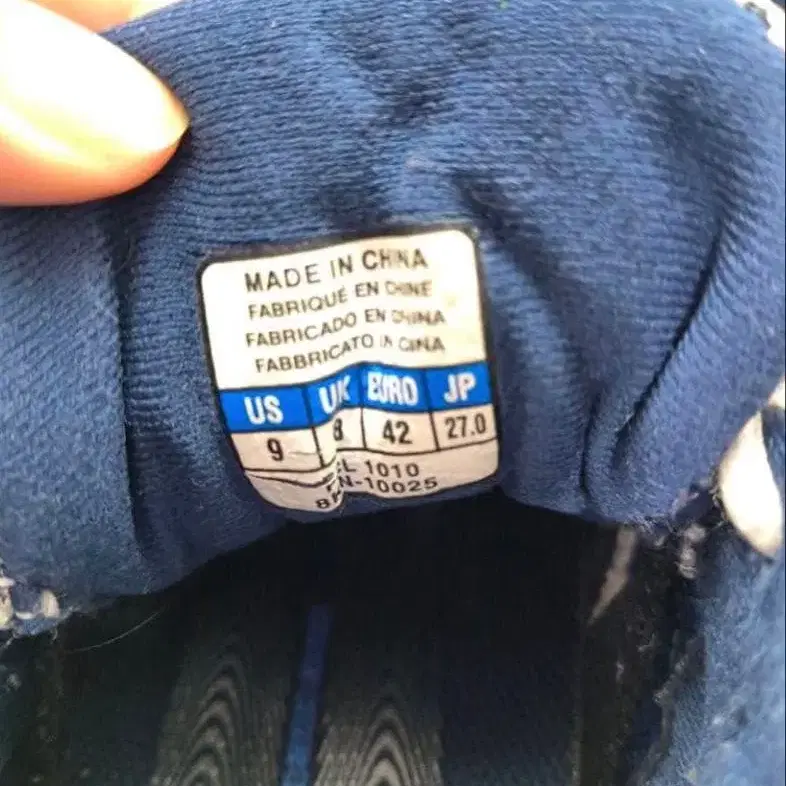 MADE IN CHINA
FABRIQUÉ EN CHINE
FABRICADO EN CHINA
FABBRICATO IN CINA
US UK EURO JP
9 8 42 27.0
1010
-10025